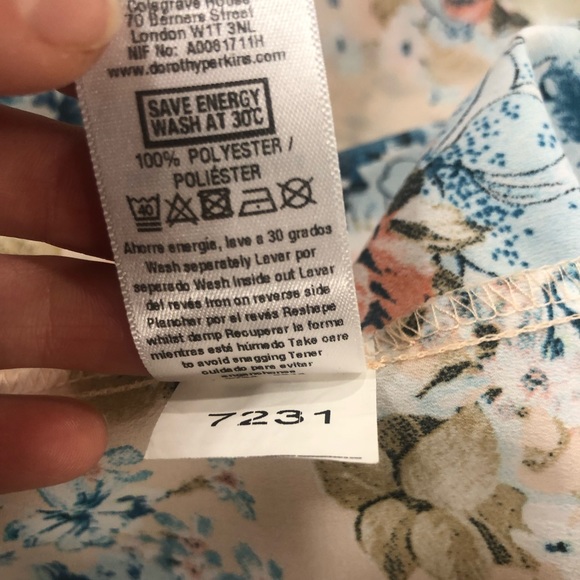 Colegrave House
70 Berners Street
London W1T 3NL
NIF No: A0061711H
www.dorothyperkins.com
SAVE ENERGY
WASH AT 30°C
100% POLYESTER /
POLIÉSTER
40
Ahorre energía, lave a 30 grados
Wash separately Lavar por
separado Wash inside out Lavar
del revés Iron on reverse side
Planchar por el revés Reshape
whilst damp Recuperar la forma
mientras esté húmedo Take care
to avoid snagging Tener
cuidado para evitar
enganchones
7231